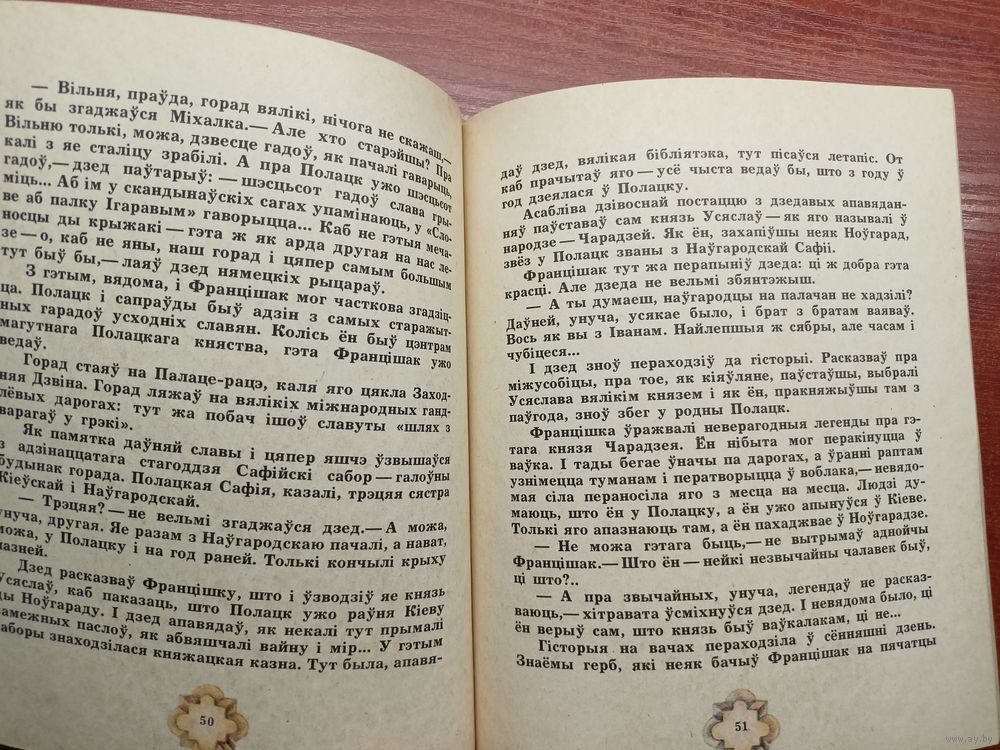 — Вільня, праўда, горад вялікі, нічога не скажаш,—
як бы згаджаўся Міхалка.— Але хто старэйшы? Пра
Вільню толькі, можа, дзвесце гадоў, як пачалі гаварыць,
калі з яе сталіцу зрабілі. А пра Полацк ужо шэсцьсот
гадоў,— дзед паўтарыў: — шэсцьсот гадоў слава гры-
міць... Аб ім у скандынаўскіх сагах упамінаюць, у «Сло-
ве аб палку Ігаравым» гаворыцца... Каб не гэтыя меча-
носцы ды крыжакі — гэта ж як арда другая на нас ле-
зе — о, каб не яны, наш горад і цяпер самым большым
тут быў бы,— лаяў дзед нямецкіх рыцараў.
З гэтым, вядома, і Францішак мог часткова згадзіц-
ца. Полацк і сапраўды быў адзін з самых старажыт-
ных гарадоў усходніх славян. Колісь ён быў цэнтрам
магутнага Полацкага княства, гэта Францішак ужо
ведаў.
Горад стаяў на Палаце-рацэ, каля яго цякла Заход-
няя Дзвіна. Горад ляжаў на вялікіх міжнародных ганд-
лёвых дарогах: тут жа побач ішоў славуты «шлях з
варагаў у грэкі».
Як памятка даўняй славы і цяпер яшчэ ўзвышаўся
з адзінаццатага стагоддзя Сафійскі сабор — галоўны
будынак горада. Полацкая Сафія, казалі, трэцяя сястра
Кіеўскай і Наўгародскай.
— Трэцяя? — не вельмі згаджаўся дзед.— А можа,
унуча, другая. Яе разам з Наўгародскаю пачалі, а нават,
можа, у Полацку і на год раней. Толькі кончылі крыху
пазней.
Дзед расказваў Францішку, што і ўзводзіў яе князь
Усяслаў, каб паказаць, што Полацк ужо раўня Кіеву
ды Ноўгараду. І дзед апавядаў, як некалі тут прымалі
замежных паслоў, як абвяшчалі вайну і мір... У гэтым
саборы знаходзілася княжацкая казна. Тут была, апавя-
50
даў дзед, вялікая бібліятэка, тут пісаўся летапіс. От
каб прачытаў яго — усё чыста ведаў бы, што з году ў
год дзеялася ў Полацку.
Асабліва дзівоснай постаццю з дзедавых апавядан-
няў паўставаў сам князь Усяслаў — як яго называлі ў
народзе — Чарадзей. Як ён, захапіўшы неяк Ноўгарад,
звёз у Полацк званы з Наўгародскай Сафіі.
Францішак тут жа перапыніў дзеда: ці ж добра гэта
красці. Але дзеда не вельмі збянтэжыш.
— А ты думаеш, наўгародцы на палачан не хадзілі?
Даўней, унуча, усякае было, і брат з братам ваяваў.
Вось як вы з Іванам. Найлепшыя ж сябры, але часам і
чубіцеся...
І дзед зноў пераходзіў да гісторыі. Расказваў пра
міжусобіцы, пра тое, як кіяўляне, паўстаўшы, выбралі
Усяслава вялікім князем і як ён, пракняжыўшы там з
паўгода, зноў збег у родны Полацк.
Францішка ўражвалі неверагодныя легенды пра гэ-
тага князя Чарадзея. Ён нібыта мог перакінуцца ў
ваўка. І тады бегае ўначы па дарогах, а ўранні раптам
узнімецца туманам і ператворыцца ў воблака,— невядо-
мая сіла пераносіла яго з месца на месца. Людзі ду-
маюць, што ён у Полацку, а ён ужо апынуўся ў Кіеве.
Толькі яго апазнаюць там, а ён пахаджвае ў Ноўгарадзе.
— Не можа гэтага быць,— не вытрымаў аднойчы
Францішак.— Што ён — нейкі незвычайны чалавек быў,
ці што?..
— А пра звычайных, унуча, легендаў не расказ-
ваюць,— хітравата ўсміхнуўся дзед. І невядома было, ці
ён верыў сам, што князь быў ваўкалакам, ці не...
Гісторыя на вачах пераходзіла ў сённяшні дзень.
Знаёмы герб, які неяк бачыў Францішак на пячатцы
51
www.ay.by